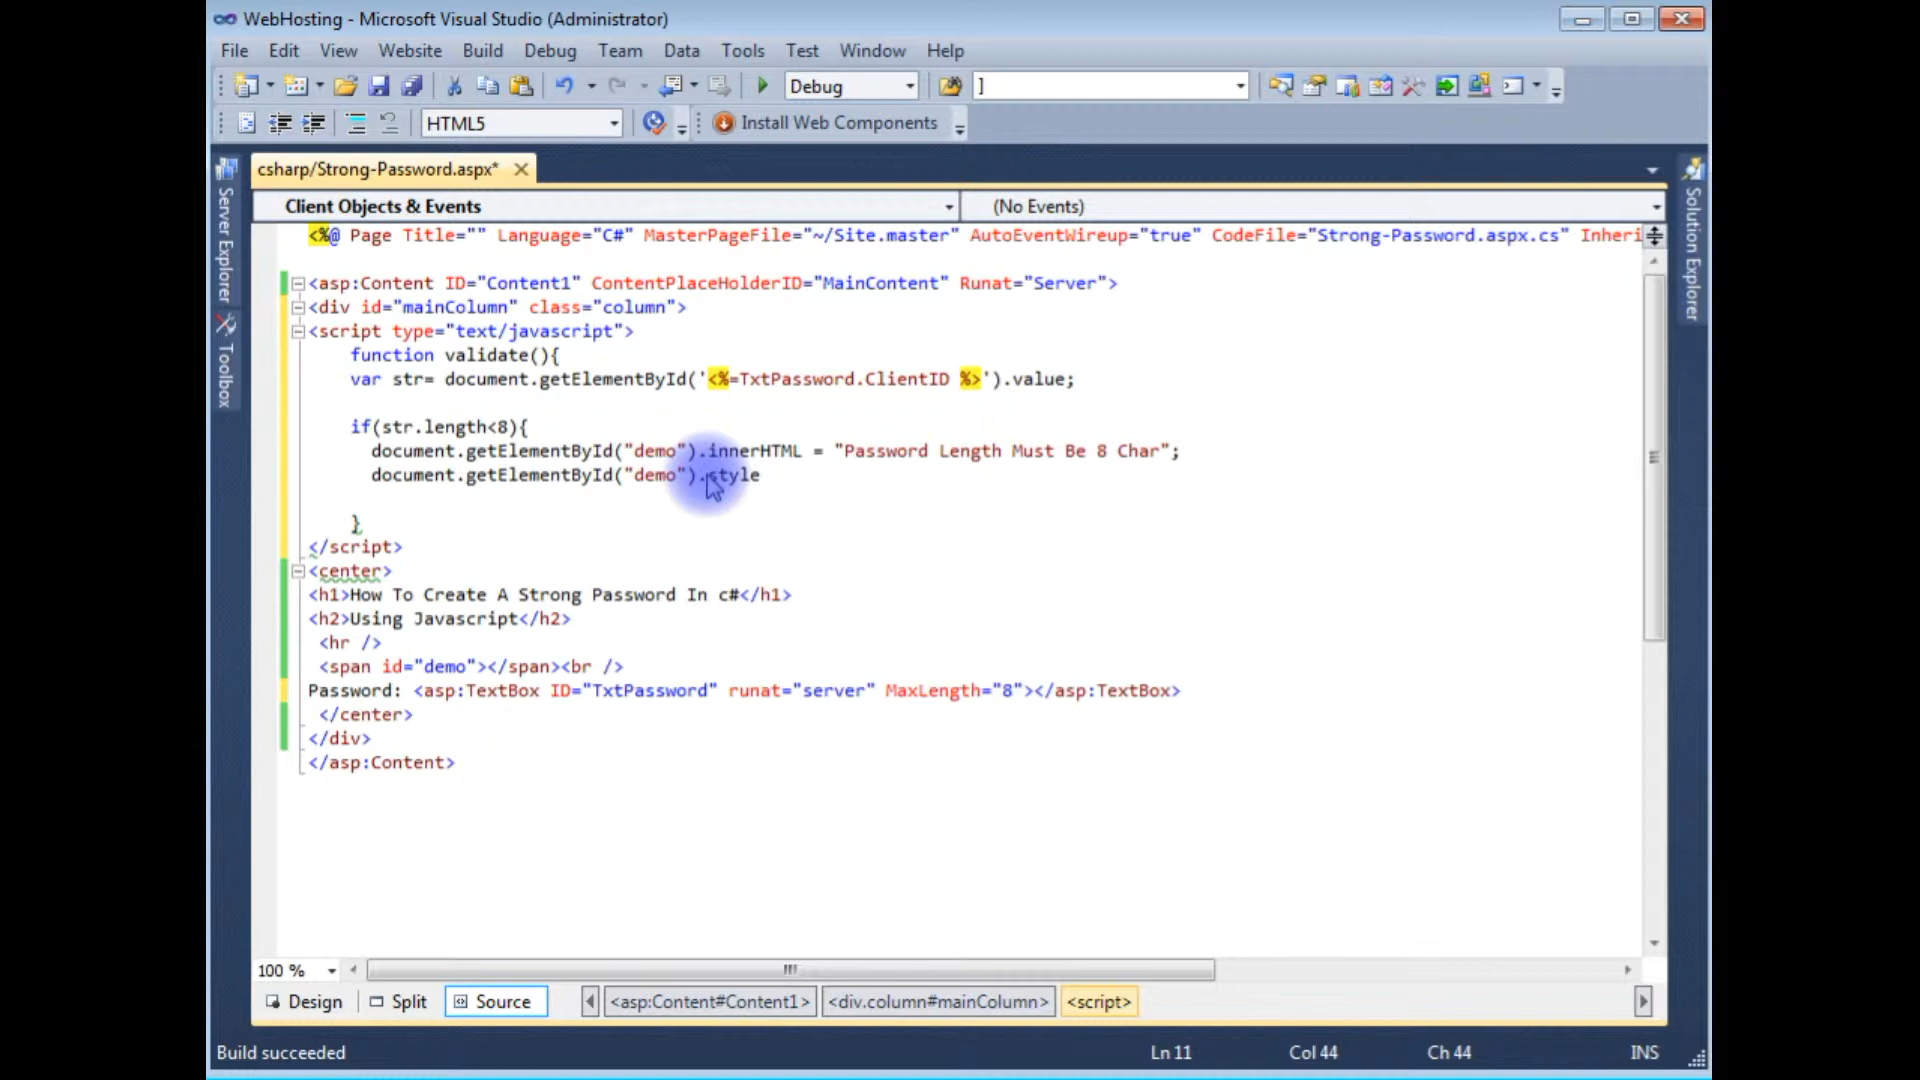 WebHosting - Microsoft Visual Studio (Administrator)
File Edit View Website Build Debug Team Data Tools Test Window Help
Debug ]
HTML5 Install Web Components
csharp/Strong-Password.aspx*
Client Objects & Events (No Events)
Server Explorer
Toolbox
Solution Explorer
<%@ Page Title="" Language="C#" MasterPageFile="~/Site.master" AutoEventWireup="true" CodeFile="Strong-Password.aspx.cs" Inheri
<asp:Content ID="Content1" ContentPlaceHolderID="MainContent" Runat="Server">
<div id="mainColumn" class="column">
<script type="text/javascript">
function validate(){
var str= document.getElementById('<%=TxtPassword.ClientID %>').value;
if(str.length<8){
document.getElementById("demo").innerHTML = "Password Length Must Be 8 Char";
document.getElementById("demo").style
}
</script>
<center>
<h1>How To Create A Strong Password In c#</h1>
<h2>Using Javascript</h2>
<hr />
<span id="demo"></span><br />
Password: <asp:TextBox ID="TxtPassword" runat="server" MaxLength="8"></asp:TextBox>
</center>
</div>
</asp:Content>
100 %
Design Split Source <asp:Content#Content1> <div.column#mainColumn> <script>
Build succeeded Ln 11 Col 44 Ch 44 INS